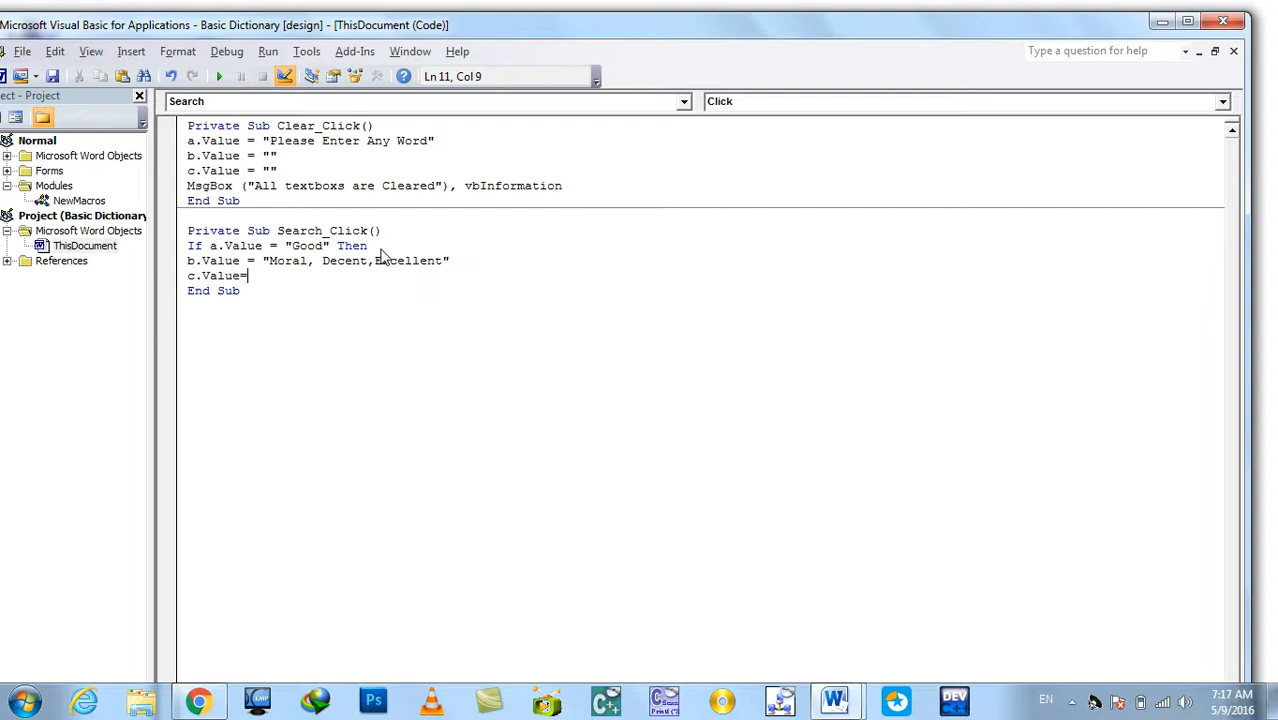 Microsoft Visual Basic for Applications - Basic Dictionary [design] - [ThisDocument (Code)]
File Edit View Insert Format Debug Run Tools Add-Ins Window Help
Type a question for help
Ln 11, Col 9
ect - Project
Search
Click
Normal
Microsoft Word Objects
Forms
Modules
NewMacros
Project (Basic Dictionary
Microsoft Word Objects
ThisDocument
References
Private Sub Clear_Click()
a.Value = "Please Enter Any Word"
b.Value = ""
c.Value = ""
MsgBox ("All textboxs are Cleared"), vbInformation
End Sub
Private Sub Search_Click()
If a.Value = "Good" Then
b.Value = "Moral, Decent,Excellent"
c.Value=
End Sub
KMP
Ps
C++
W
DEV
EN
7:17 AM
5/9/2016